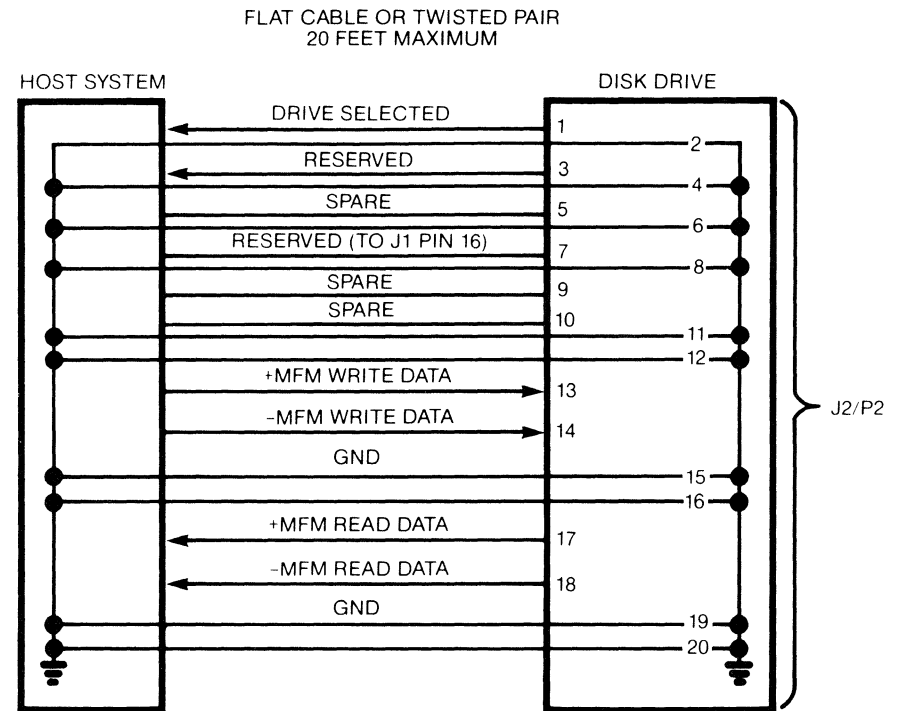 FLAT CABLE OR TWISTED PAIR
20 FEET MAXIMUM
HOST SYSTEM
DISK DRIVE
DRIVE SELECTED
1
2
RESERVED
3
4
SPARE
5
6
RESERVED (TO J1 PIN 16)
7
8
SPARE
9
SPARE
10
11
12
+MFM WRITE DATA
13
-MFM WRITE DATA
14
J2/P2
GND
15
16
+MFM READ DATA
17
-MFM READ DATA
18
GND
19
20